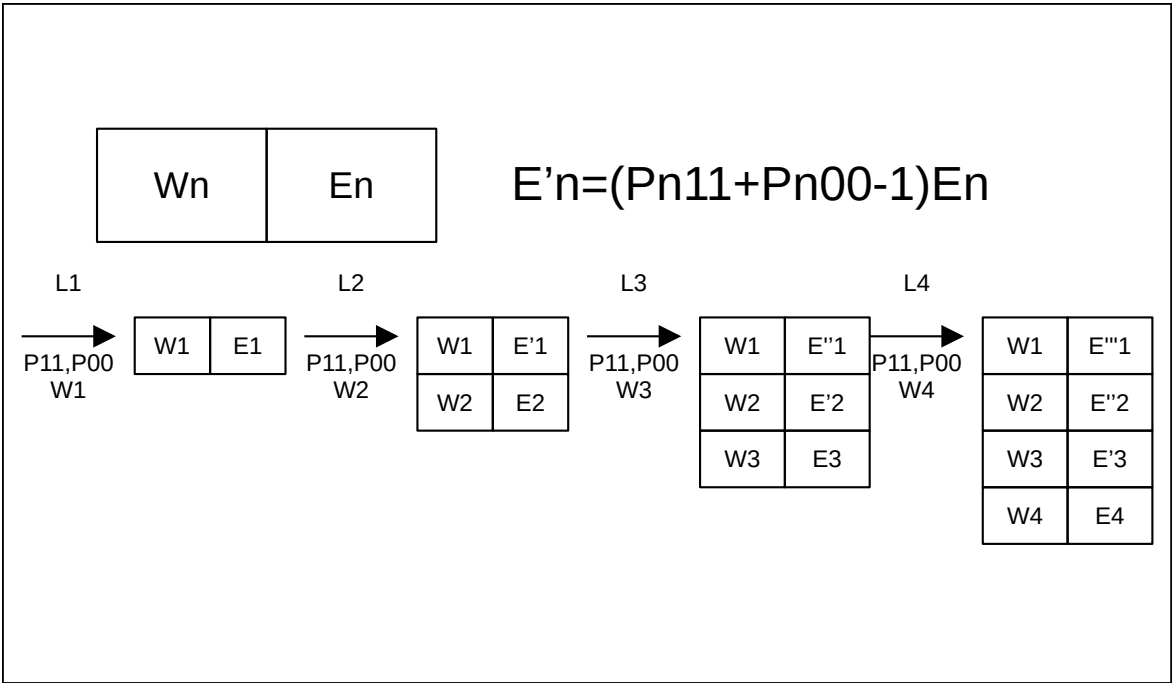 Wn En E’n=(Pn11+Pn00-1)En
L1 L2 L3 L4
P11,P00
W1
W1 E1
P11,P00
W2
W1 E’1
W2 E2
P11,P00
W3
W1 E''1
W2 E’2
W3 E3
P11,P00
W4
W1 E'''1
W2 E’’2
W3 E’3
W4 E4